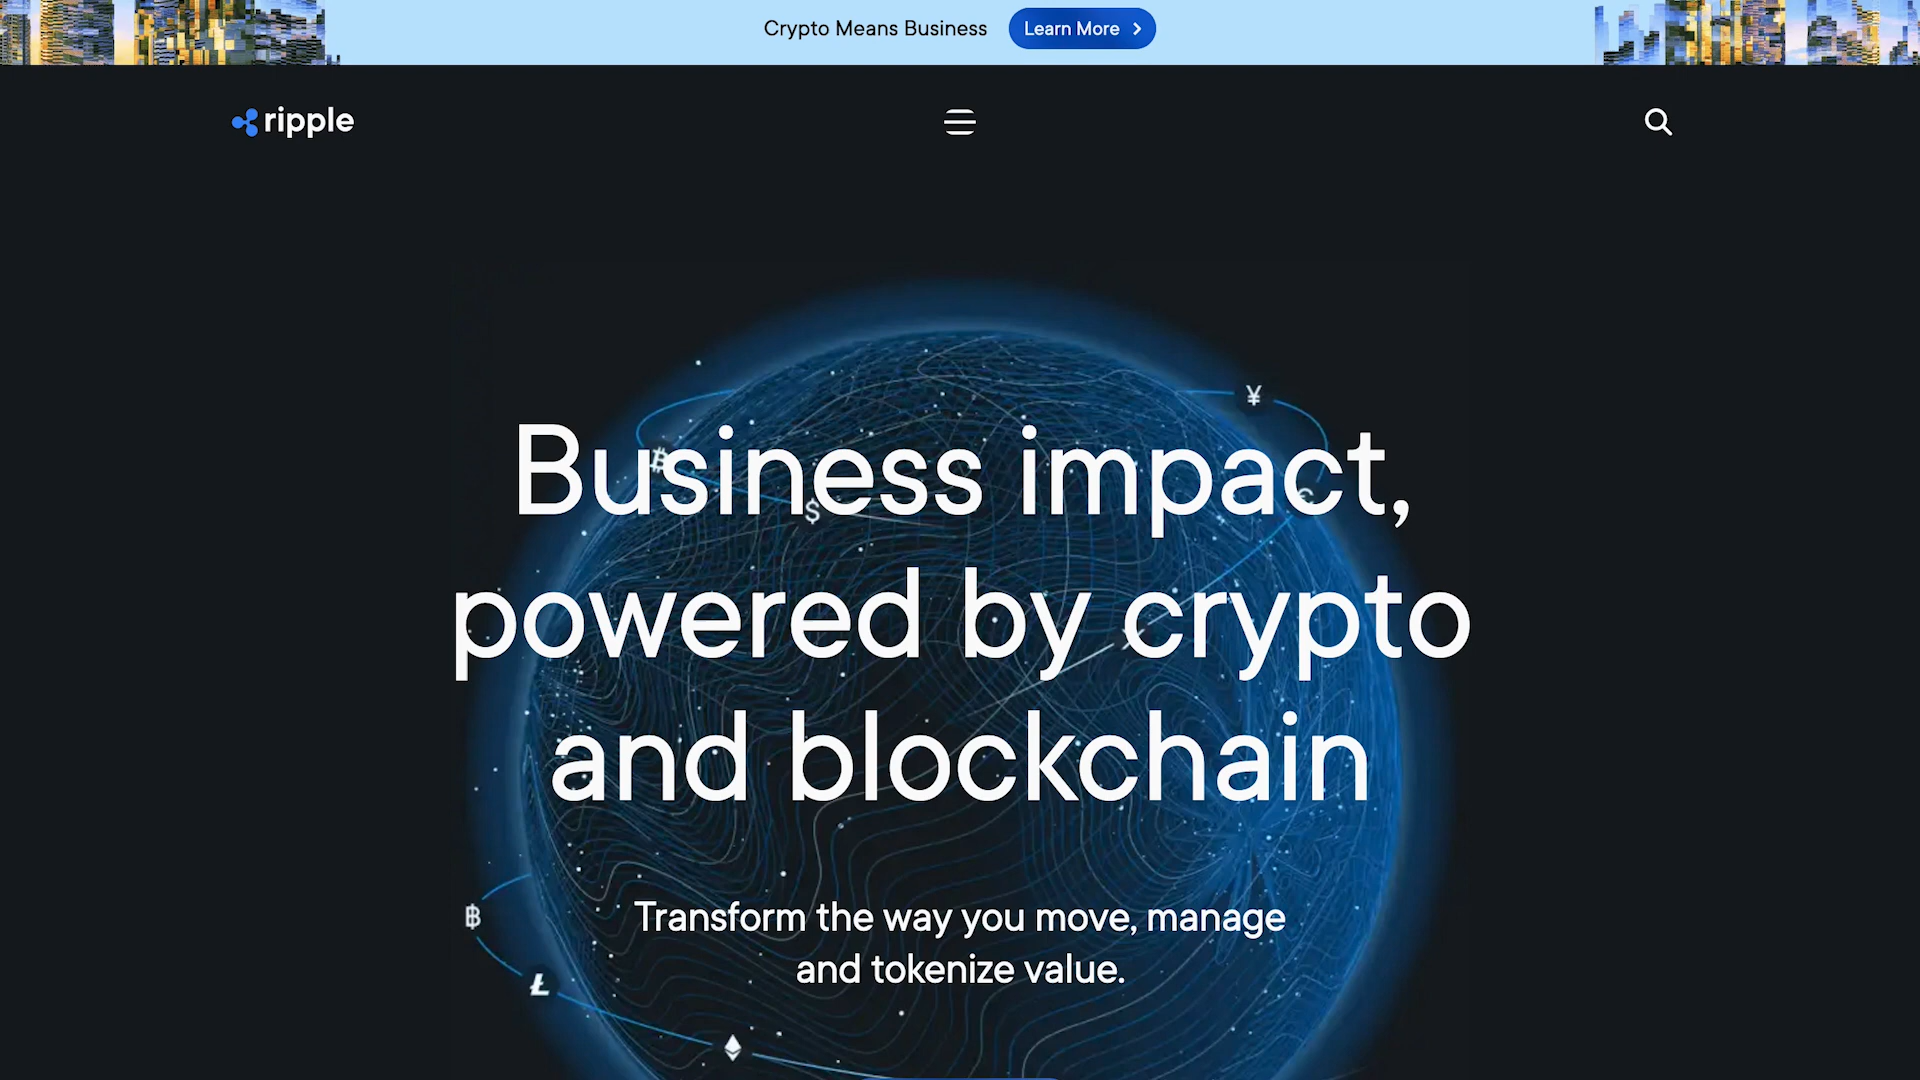 Crypto Means Business
Learn More
ripple
Business impact,
powered by crypto
and blockchain
Transform the way you move, manage
and tokenize value.